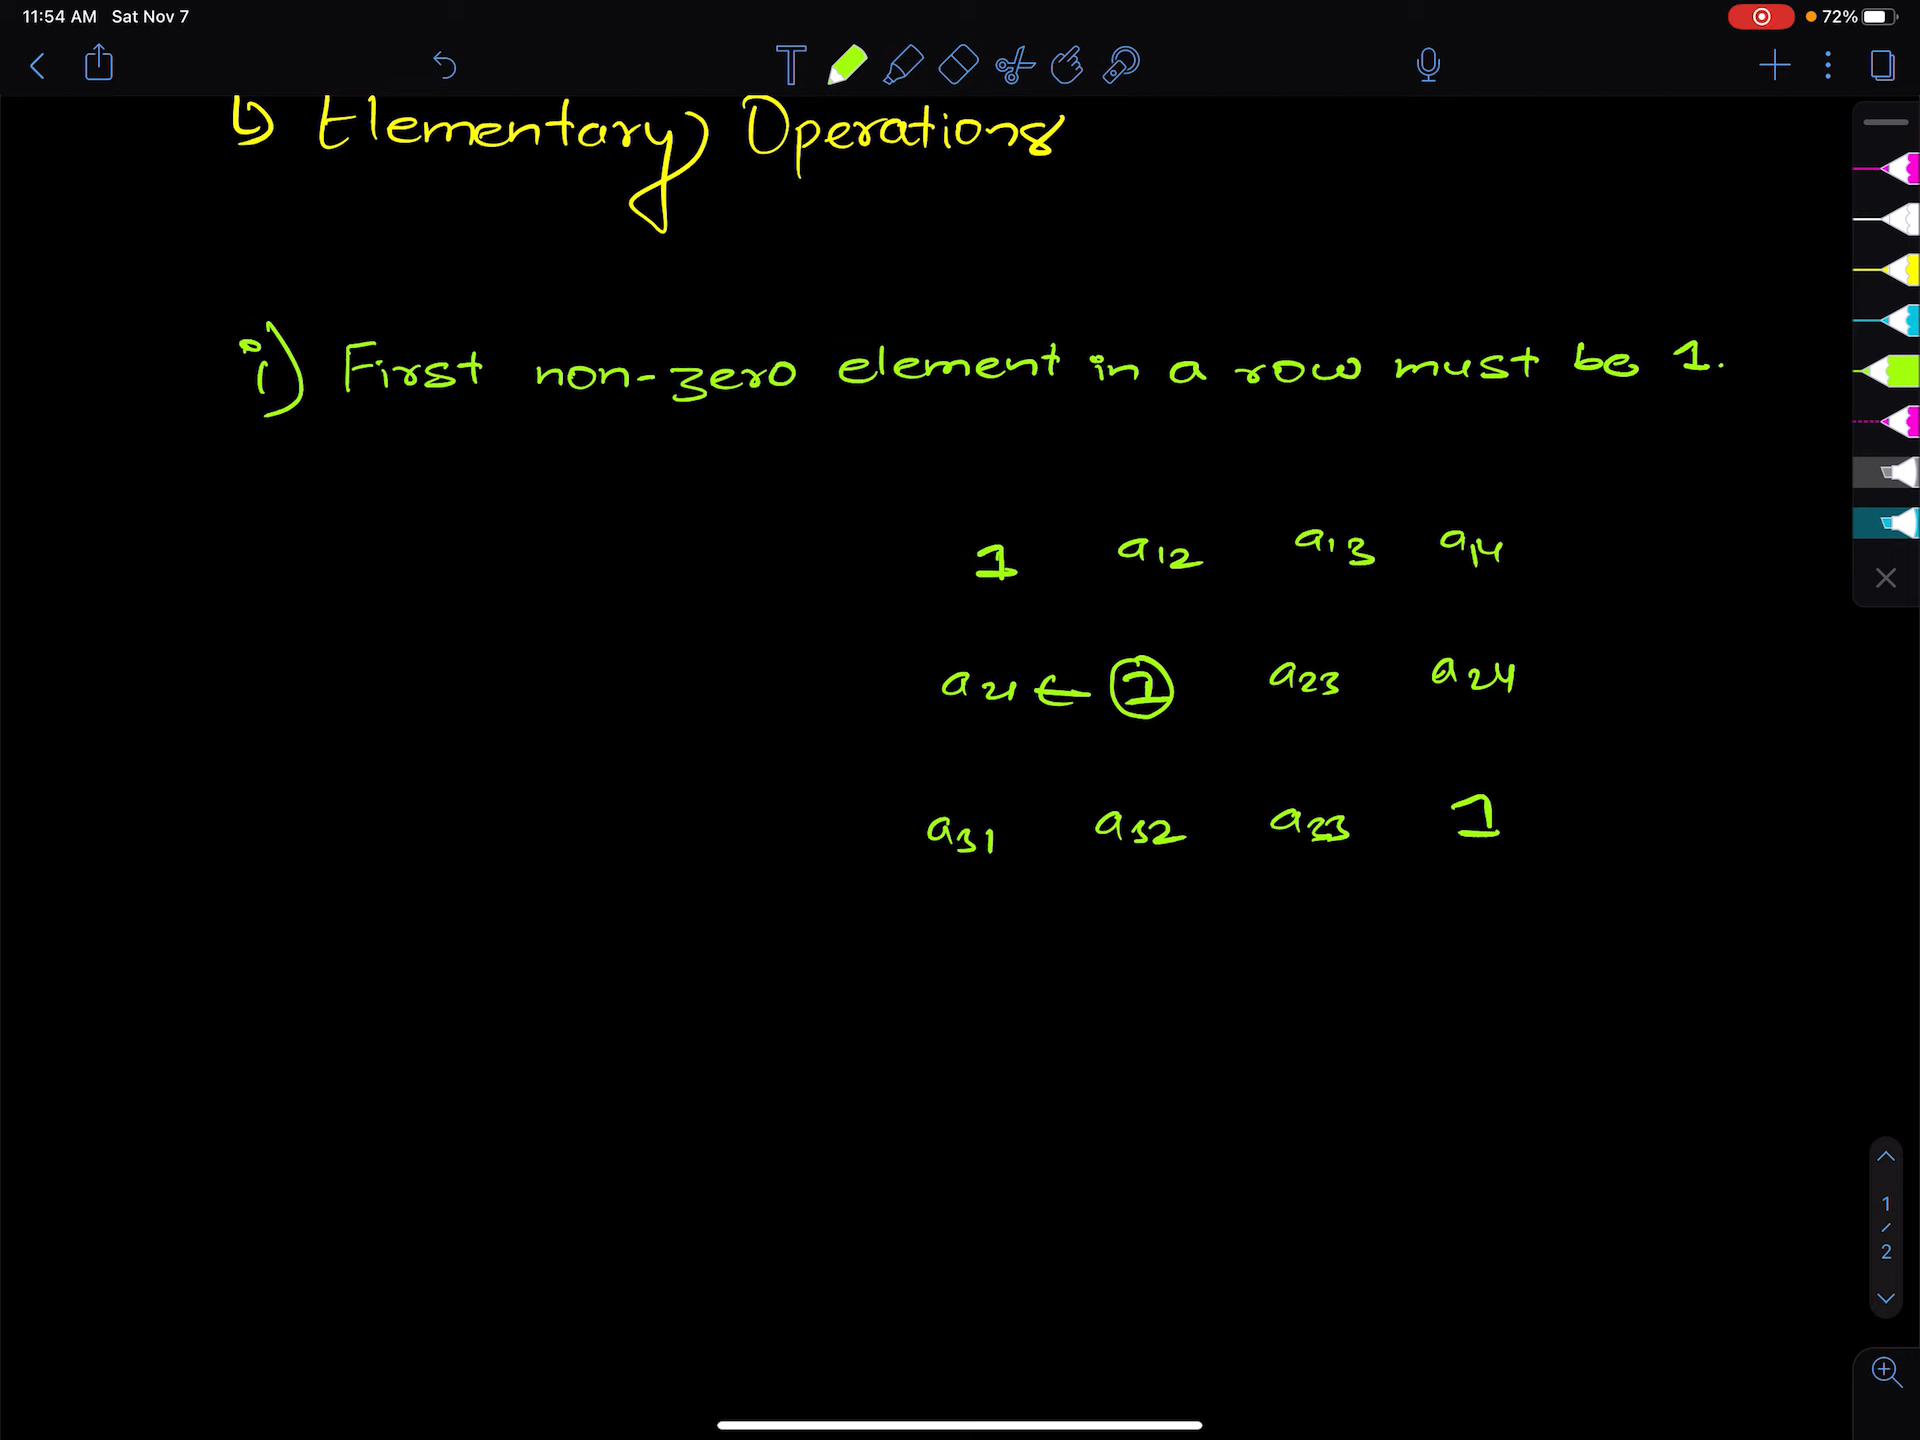 11:54 AM Sat Nov 7 72%
↳ Elementary Operations
i) First non-zero element in a row must be 1.
1 a12 a13 a14
a21 ← 1 a23 a24
a31 a32 a33 1
1
/
2